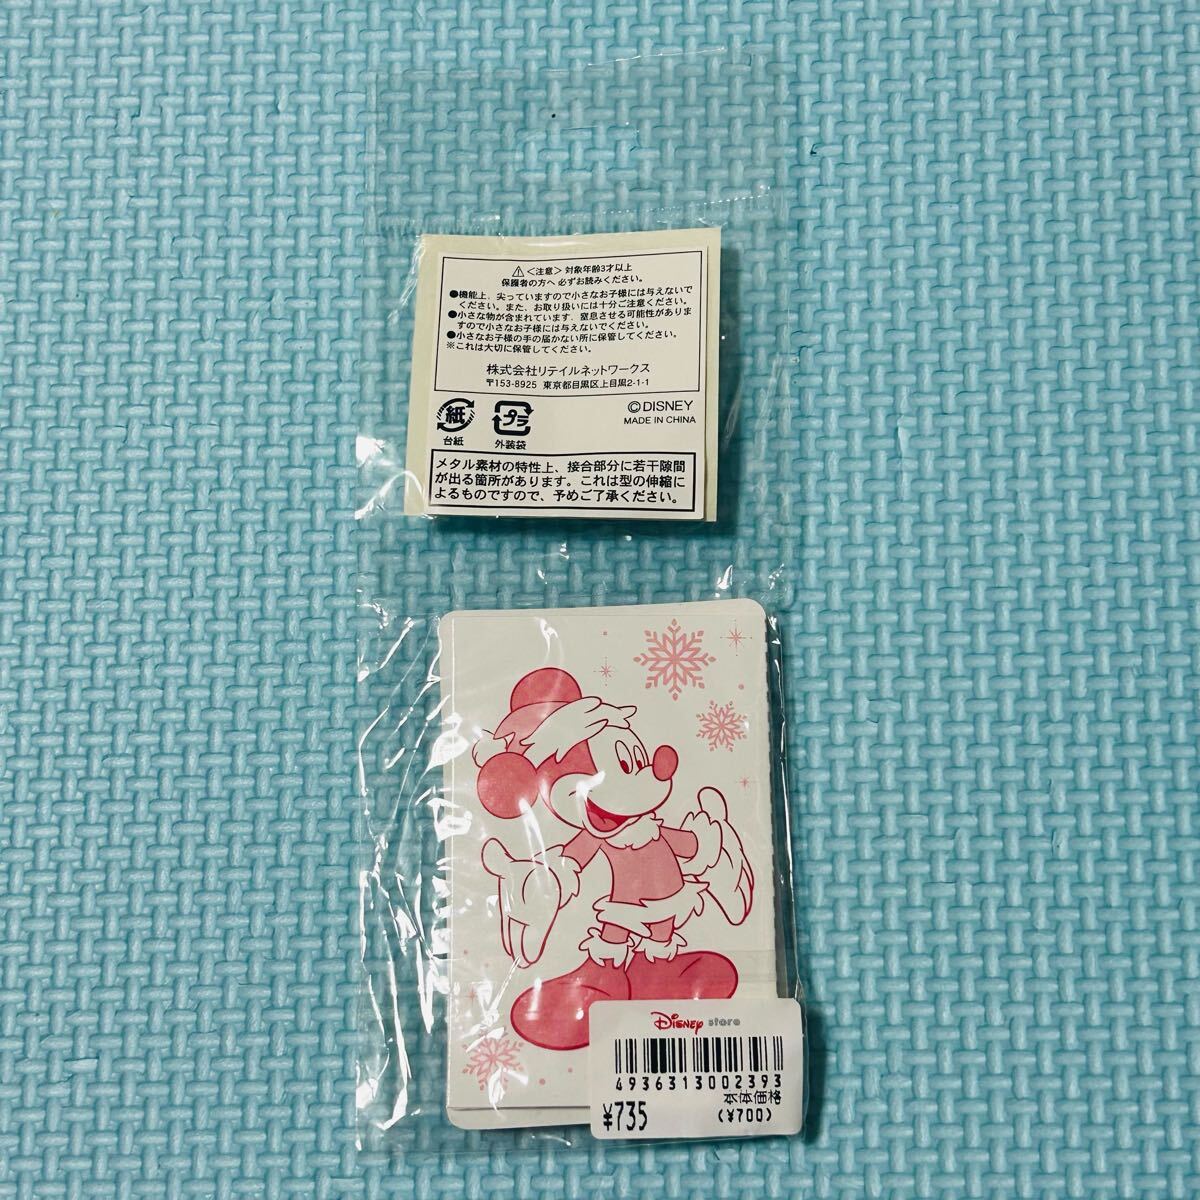 ⚠<注意>対象年齢3才以上
保護者の方へ 必ずお読みください。
●機能上、尖っていますので小さなお子様には与えないで
ください。また、お取り扱いには十分ご注意ください。
●小さな物が含まれています。窒息させる可能性がありま
すので小さなお子様には与えないでください。
●小さなお子様の手の届かない所に保管してください。
※これは大切に保管してください。
株式会社リテイルネットワークス
〒153-8925 東京都目黒区上目黒2-1-1
紙
台紙
プラ
外装袋
©DISNEY
MADE IN CHINA
メタル素材の特性上、接合部分に若干隙間
が出る箇所があります。これは型の伸縮に
よるものですので、予めご了承ください。
Disney store
4936313002393
本体価格
¥735
(¥700)